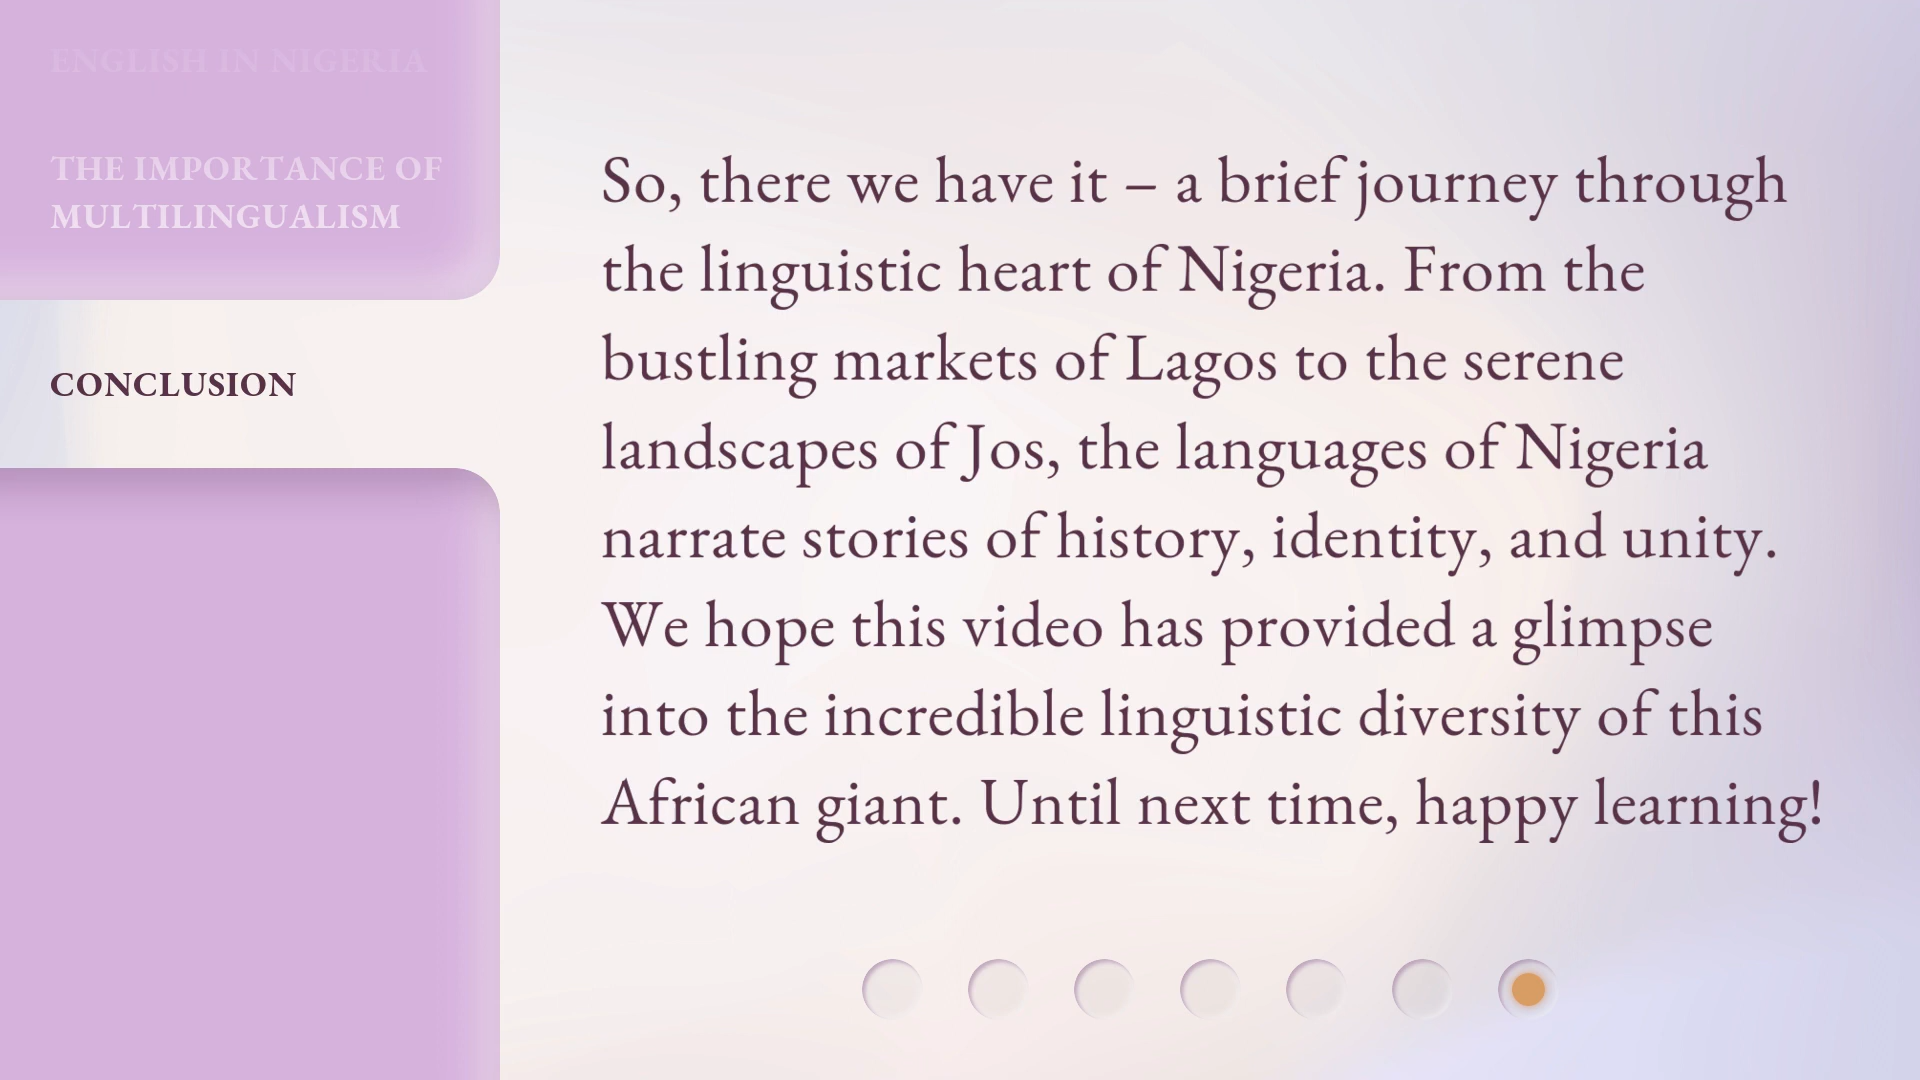 ENGLISH IN NIGERIA
THE IMPORTANCE OF
MULTILINGUALISM
CONCLUSION
So, there we have it – a brief journey through
the linguistic heart of Nigeria. From the
bustling markets of Lagos to the serene
landscapes of Jos, the languages of Nigeria
narrate stories of history, identity, and unity.
We hope this video has provided a glimpse
into the incredible linguistic diversity of this
African giant. Until next time, happy learning!